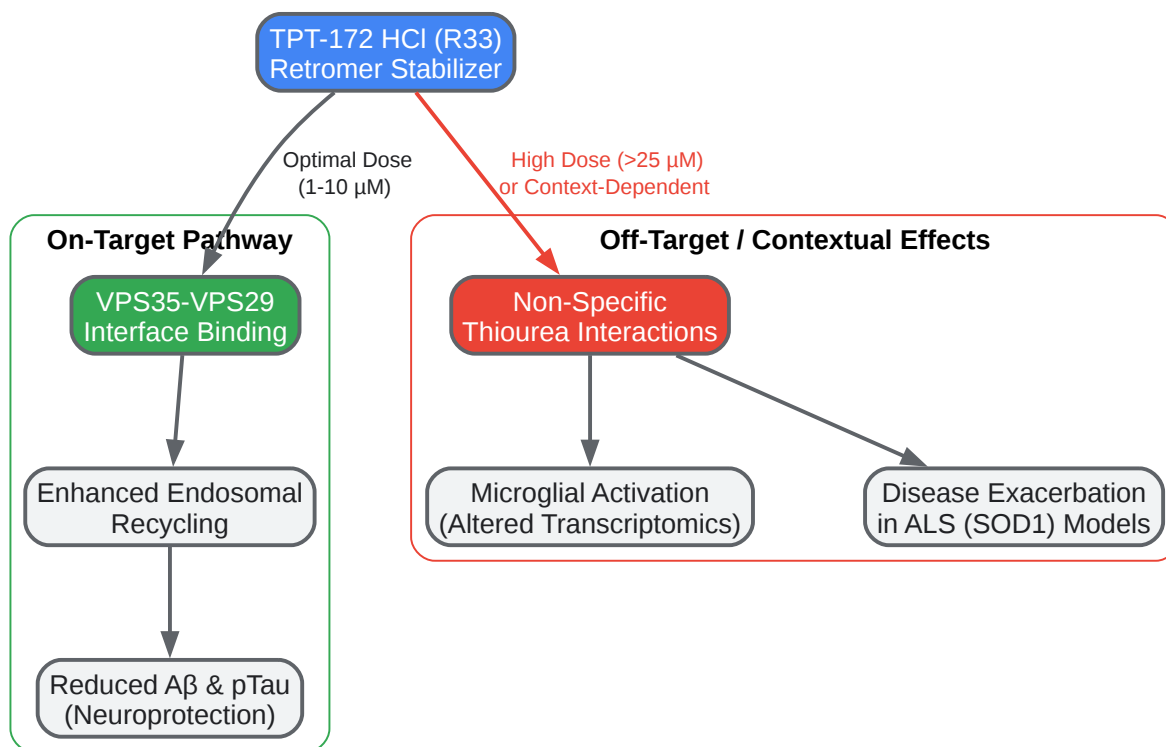 TPT-172 HCl (R33)
Retromer Stabilizer
Optimal Dose
(1-10 µM)
High Dose (>25 µM)
or Context-Dependent
On-Target Pathway
VPS35-VPS29
Interface Binding
Enhanced Endosomal
Recycling
Reduced Aβ & pTau
(Neuroprotection)
Off-Target / Contextual Effects
Non-Specific
Thiourea Interactions
Microglial Activation
(Altered Transcriptomics)
Disease Exacerbation
in ALS (SOD1) Models